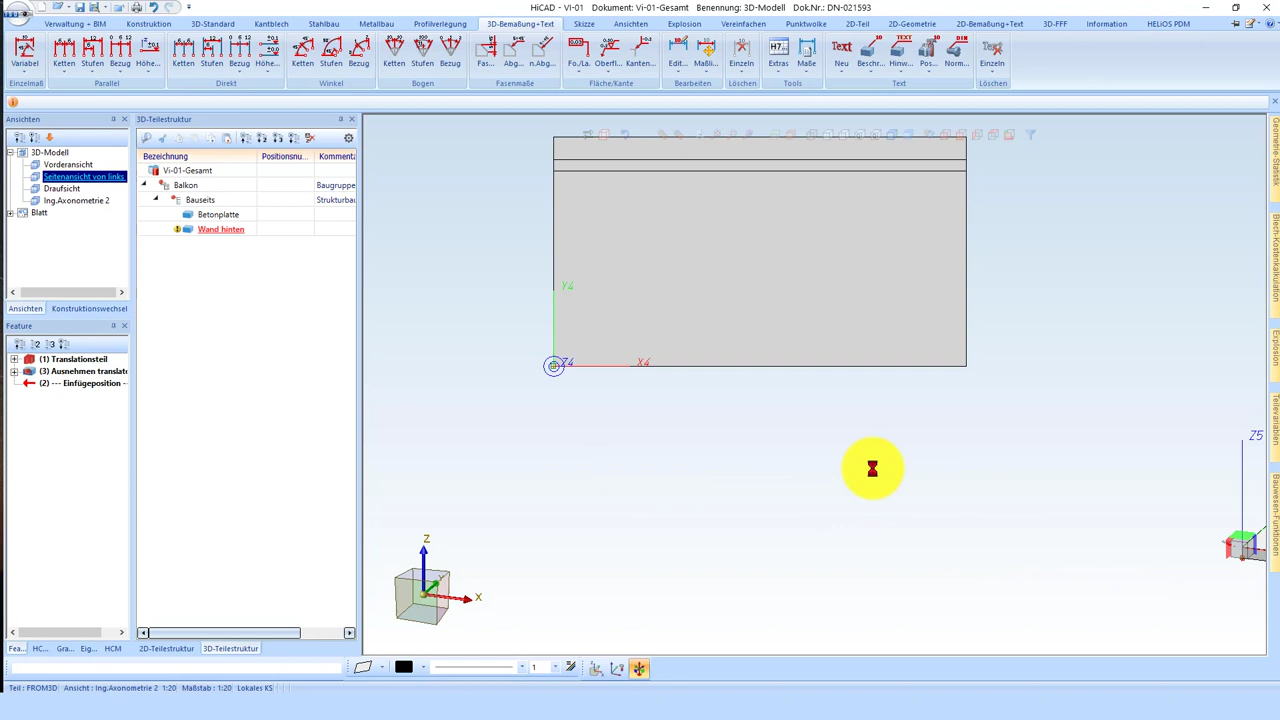 HiCAD - Vi-01 Dokument: Vi-01-Gesamt Benennung: 3D-Modell Dok.Nr.: DN-021593
Verwaltung + BIM Konstruktion 3D-Standard Kantblech Stahlbau Metallbau Profilverlegung 3D-Bemaßung+Text Skizze Ansichten Explosion Vereinfachen Punktwolke 2D-Teil 2D-Geometrie 2D-Bemaßung+Text 3D-FFF Information HELiOS PDM
Variabel Ketten Stufen Bezug Höhe... Ketten Stufen Bezug Höhe... Ketten Stufen Bezug Ketten Stufen Bezug Fas... Abg... n.Abg... Fo./La. Oberfl... Kanten... Edit... Maßli... Einzeln Extras Maße Neu Beschr... Hinw... Pos... Norm... Einzeln
Einzelmaß Parallel Direkt Winkel Bogen Fasenmaße Fläche/Kante Bearbeiten Löschen Tools Text Löschen
Ansichten
3D-Modell
Vorderansicht
Seitenansicht von links
Draufsicht
Ing.Axonometrie 2
Blatt
Ansichten Konstruktionswechsel
Feature
(1) Translationsteil
(3) Ausnehmen translato
(2) --- Einfügeposition --
Fea... HC... Gra... Eig... HCM
3D-Teilestruktur
Bezeichnung Positionsnu... Kommenta
Vi-01-Gesamt
Balkon Baugruppe
Bauseits Strukturbau
Betonplatte
Wand hinten
2D-Teilestruktur 3D-Teilestruktur
Y4
Z4 X4
Z5
Z
Y
X
Geometrie-Statistik
Blech-Kostenkalkulation
Explosion
Teilevariablen
Bauwesen-Funktionen
1
Teil : FROM3D Ansicht : Ing.Axonometrie 2 1:20 Maßstab : 1:20 Lokales KS